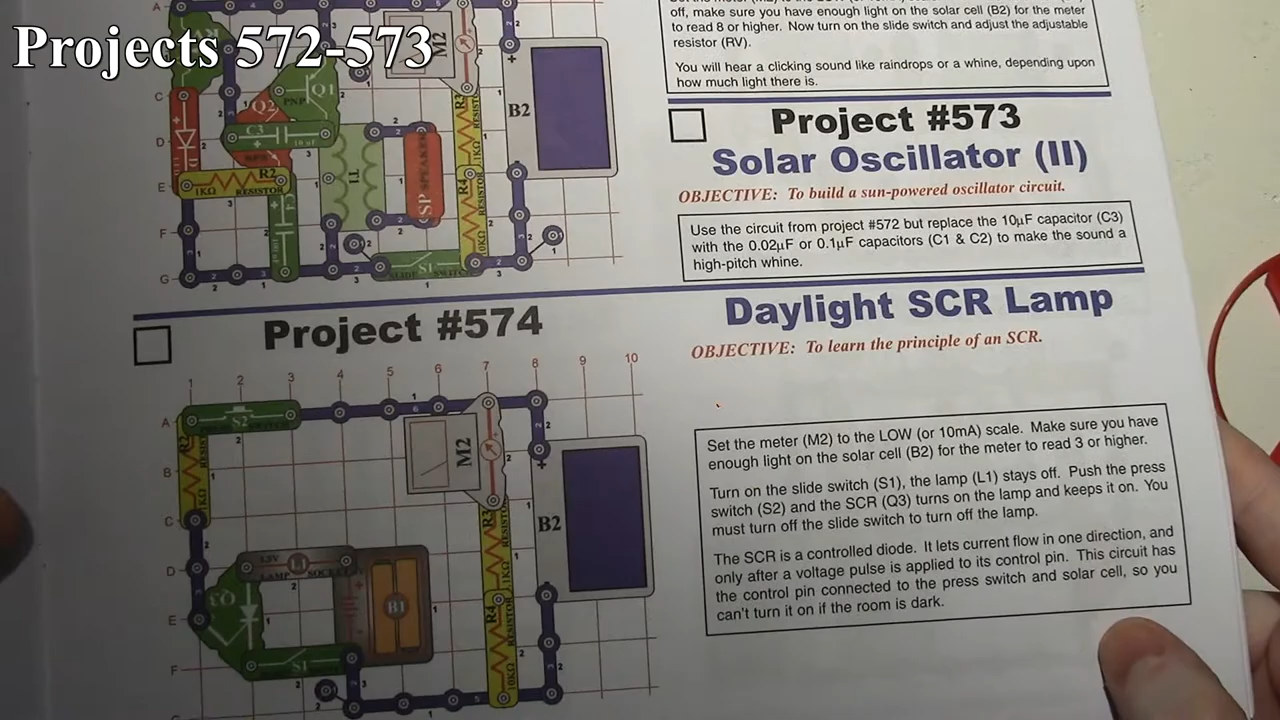 Projects 572-573
off, make sure you have enough light on the solar cell (B2) for the meter
to read 8 or higher. Now turn on the slide switch and adjust the adjustable
resistor (RV).
You will hear a clicking sound like raindrops or a whine, depending upon
how much light there is.
A
C
D
E
F
G
M2
Q1
PNP
Q2
C3
R2
1KΩ RESISTOR
T1
SP SPEAKER
R3
R4
S1
B2
+
Project #573
Solar Oscillator (II)
OBJECTIVE: To build a sun-powered oscillator circuit.
Use the circuit from project #572 but replace the 10µF capacitor (C3)
with the 0.02µF or 0.1µF capacitors (C1 & C2) to make the sound a
high-pitch whine.
Project #574
Daylight SCR Lamp
OBJECTIVE: To learn the principle of an SCR.
1 2 3 4 5 6 7 8 9 10
A
B
C
D
E
F
S2
M2
R3
R4
B2
+
L1
Q3
B1
S1
Set the meter (M2) to the LOW (or 10mA) scale. Make sure you have
enough light on the solar cell (B2) for the meter to read 3 or higher.
Turn on the slide switch (S1), the lamp (L1) stays off. Push the press
switch (S2) and the SCR (Q3) turns on the lamp and keeps it on. You
must turn off the slide switch to turn off the lamp.
The SCR is a controlled diode. It lets current flow in one direction, and
only after a voltage pulse is applied to its control pin. This circuit has
the control pin connected to the press switch and solar cell, so you
can't turn it on if the room is dark.